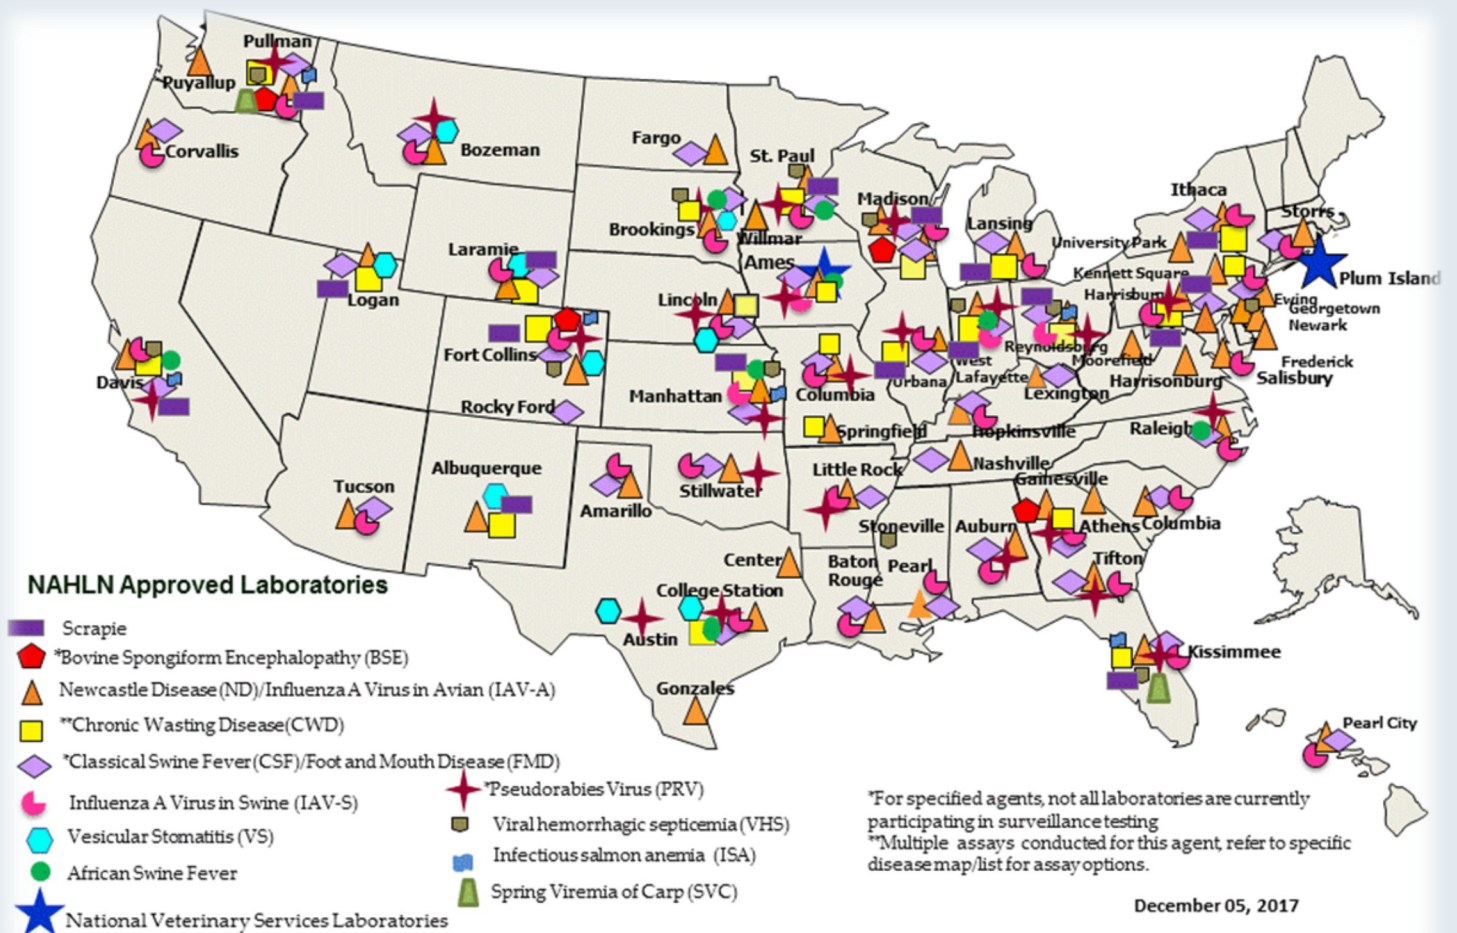 Pullman
Puyallup
Corvallis
Bozeman
Fargo
St. Paul
Brookings
Willmar
Madison
Lansing
Ithaca
Storrs
University Park
Plum Island
Kennett Square
Harrisburg
Ewing
Georgetown
Newark
Frederick
Salisbury
Logan
Laramie
Ames
Lincoln
Fort Collins
Davis
Rocky Ford
Manhattan
Columbia
Urbana
West
Lafayette
Reynoldsburg
Moorefield
Harrisonburg
Lexington
Springfield
Hopkinsville
Raleigh
Nashville
Albuquerque
Tucson
Amarillo
Stillwater
Little Rock
Gainesville
Stoneville
Auburn
Athens
Columbia
Tifton
Center
Baton
Rouge
Pearl
College Station
Austin
Gonzales
Kissimmee
Pearl City
NAHLN Approved Laboratories
Scrapie
*Bovine Spongiform Encephalopathy (BSE)
Newcastle Disease(ND)/Influenza A Virus in Avian (IAV-A)
**Chronic Wasting Disease(CWD)
*Classical Swine Fever(CSF)/Foot and Mouth Disease(FMD)
Influenza A Virus in Swine (IAV-S)
Vesicular Stomatitis (VS)
African Swine Fever
National Veterinary Services Laboratories
*Pseudorabies Virus (PRV)
Viral hemorrhagic septicemia (VHS)
Infectious salmon anemia (ISA)
Spring Viremia of Carp (SVC)
*For specified agents, not all laboratories are currently
participating in surveillance testing
**Multiple assays conducted for this agent, refer to specific
disease map/list for assay options.
December 05, 2017